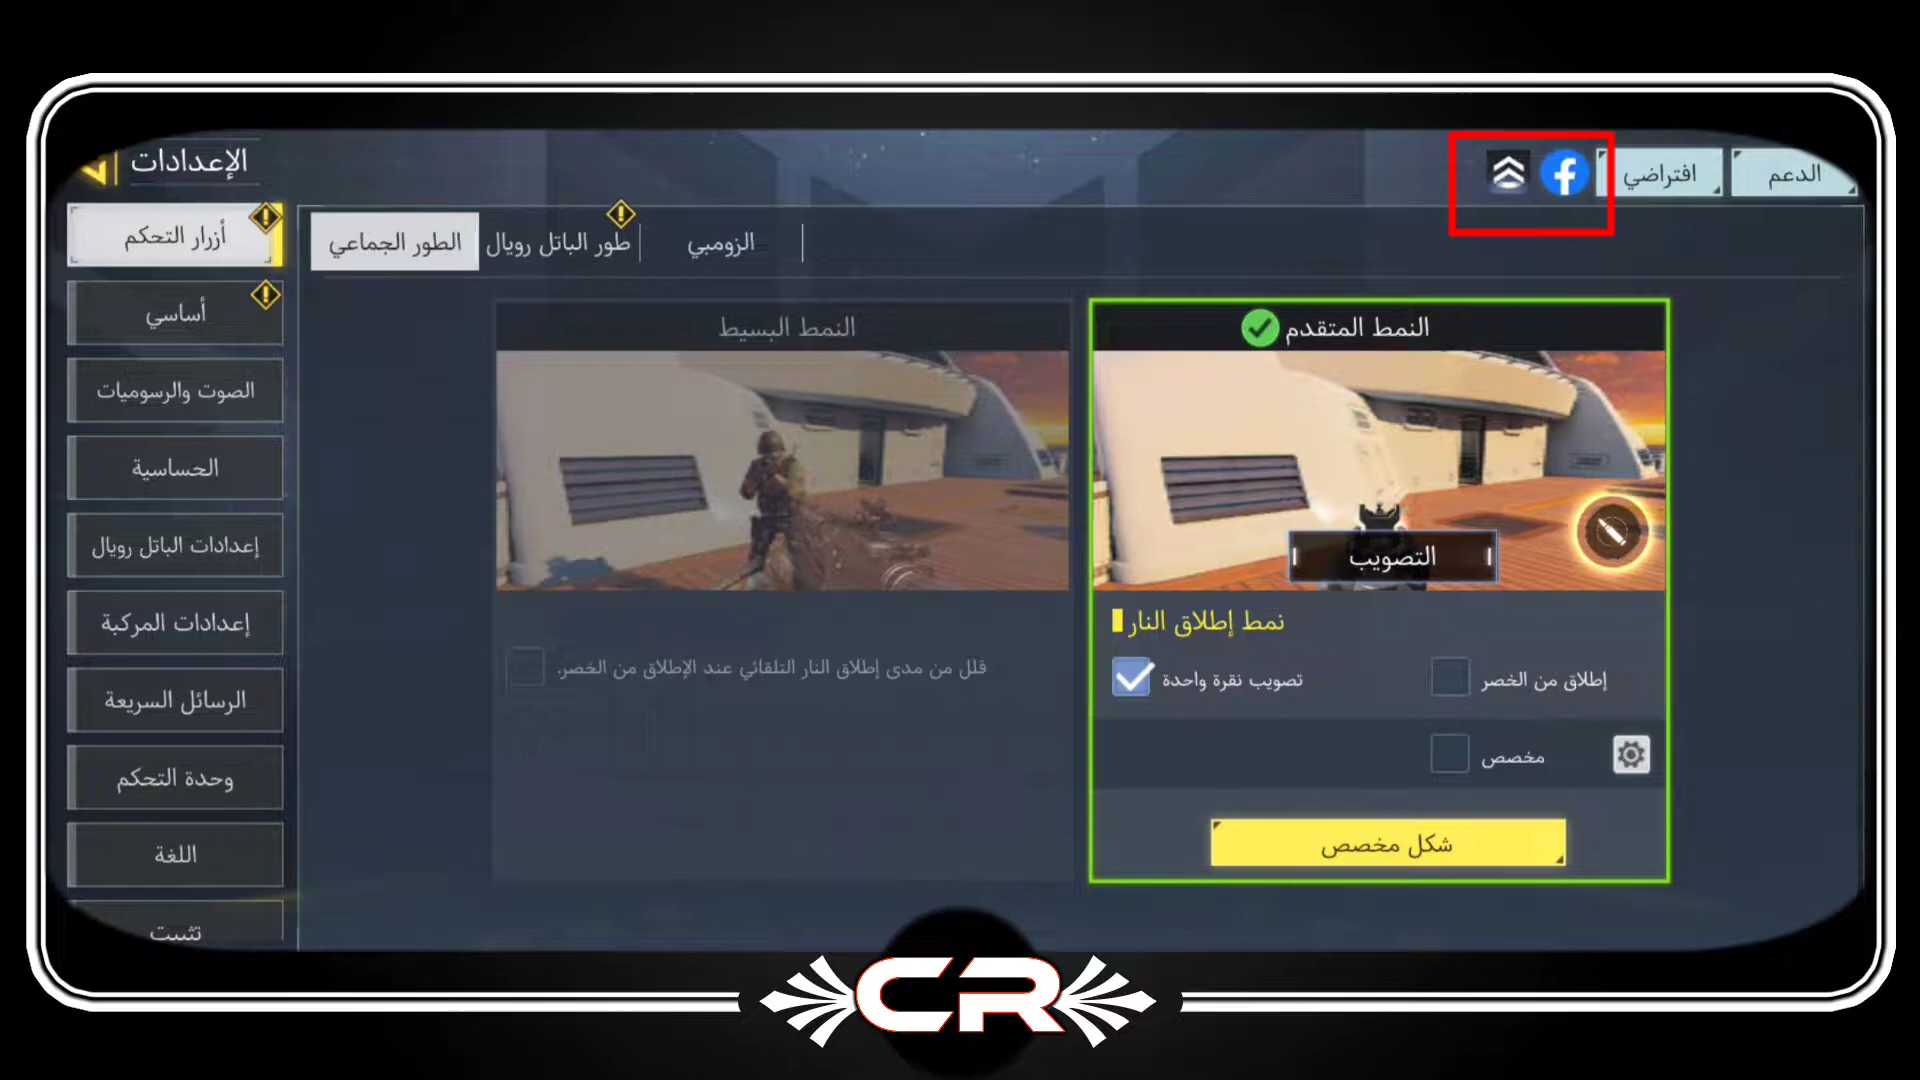 الإعدادات
الدعم
افتراضي
أزرار التحكم
أساسي
الصوت والرسوميات
الحساسية
إعدادات الباتل رويال
إعدادات المركبة
الرسائل السريعة
وحدة التحكم
اللغة
تثبيت
الطور الجماعي
طور الباتل رويال
الزومبي
النمط البسيط
قلل من مدى إطلاق النار التلقائي عند الإطلاق من الخصر.
النمط المتقدم
التصويب
نمط إطلاق النار
تصويب نقرة واحدة
إطلاق من الخصر
مخصص
شكل مخصص
CR